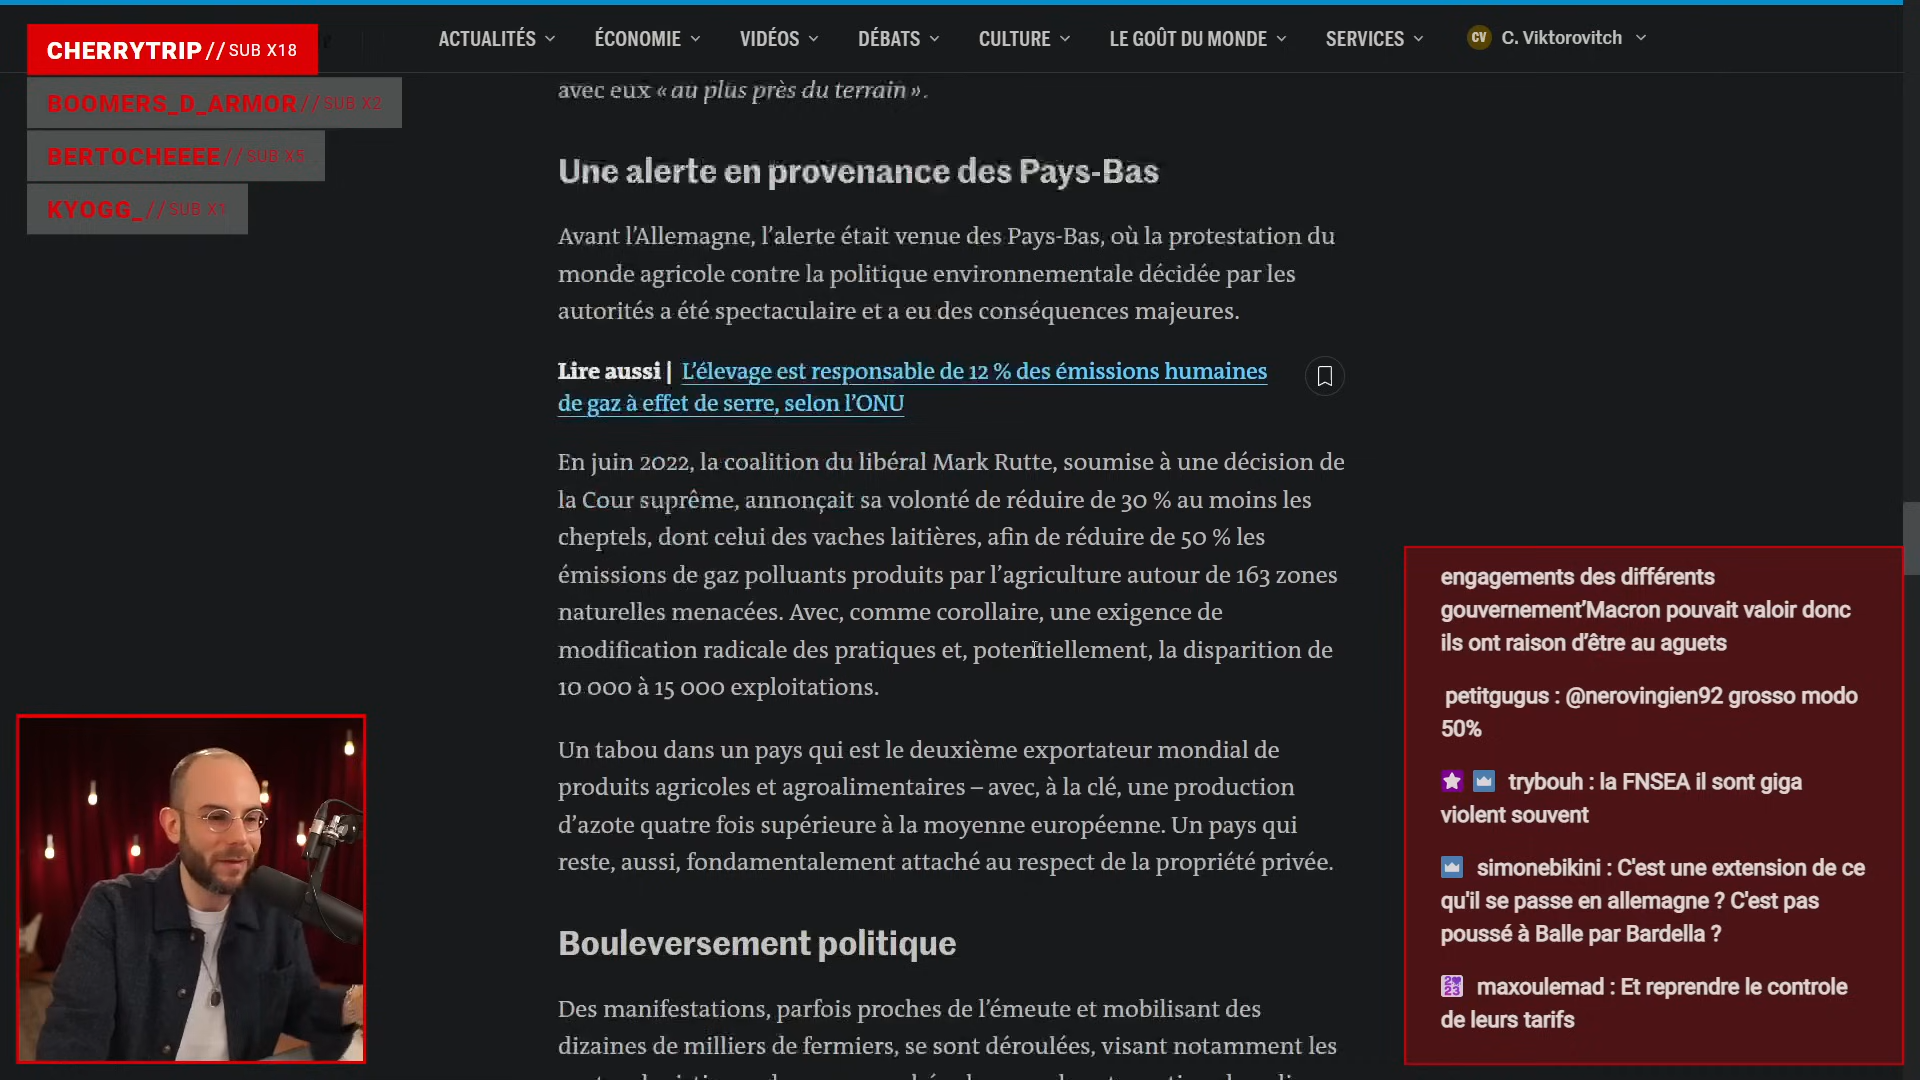 CHERRYTRIP // SUB X18
BOOMERS_D_ARMOR // SUB X2
BERTOCHEEEE // SUB X5
KYOGG_ // SUB X1
ACTUALITÉS ÉCONOMIE VIDÉOS DÉBATS CULTURE LE GOÛT DU MONDE SERVICES CV C. Viktorovitch
avec eux « au plus près du terrain ».
Une alerte en provenance des Pays-Bas
Avant l’Allemagne, l’alerte était venue des Pays-Bas, où la protestation du
monde agricole contre la politique environnementale décidée par les
autorités a été spectaculaire et a eu des conséquences majeures.
Lire aussi | L’élevage est responsable de 12 % des émissions humaines
de gaz à effet de serre, selon l’ONU
En juin 2022, la coalition du libéral Mark Rutte, soumise à une décision de
la Cour suprême, annonçait sa volonté de réduire de 30 % au moins les
cheptels, dont celui des vaches laitières, afin de réduire de 50 % les
émissions de gaz polluants produits par l’agriculture autour de 163 zones
naturelles menacées. Avec, comme corollaire, une exigence de
modification radicale des pratiques et, potentiellement, la disparition de
10 000 à 15 000 exploitations.
Un tabou dans un pays qui est le deuxième exportateur mondial de
produits agricoles et agroalimentaires – avec, à la clé, une production
d’azote quatre fois supérieure à la moyenne européenne. Un pays qui
reste, aussi, fondamentalement attaché au respect de la propriété privée.
Bouleversement politique
Des manifestations, parfois proches de l’émeute et mobilisant des
dizaines de milliers de fermiers, se sont déroulées, visant notamment les
engagements des différents
gouvernement’Macron pouvait valoir donc
ils ont raison d’être au aguets
petitgugus : @nerovingien92 grosso modo
50%
trybouh : la FNSEA il sont giga
violent souvent
simonebikini : C'est une extension de ce
qu'il se passe en allemagne ? C'est pas
poussé à Balle par Bardella ?
maxoulemad : Et reprendre le controle
de leurs tarifs